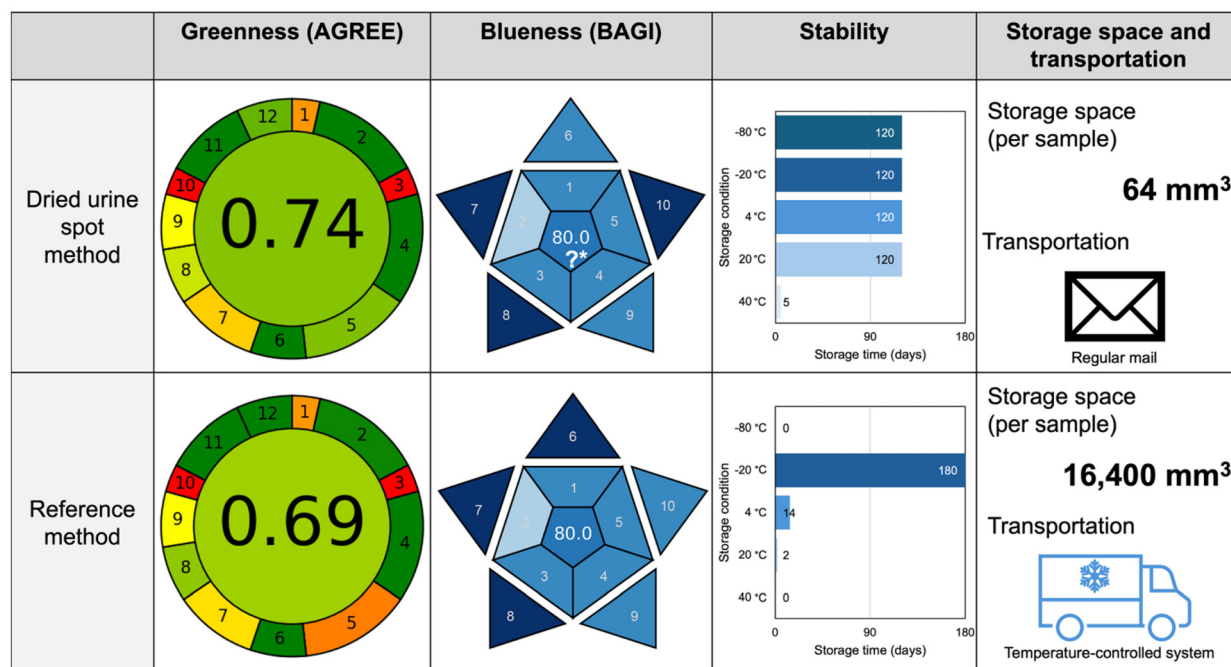 Greenness (AGREE)
Blueness (BAGI)
Stability
Storage space and
transportation
Dried urine
spot
method
1
2
3
4
5
6
7
8
9
10
11
12
0.74
1
2
3
4
5
6
7
8
9
10
80.0
?*
Storage condition
-80 °C
120
-20 °C
120
4 °C
120
20 °C
120
40 °C
5
0
90
180
Storage time (days)
Storage space
(per sample)
64 mm³
Transportation
Regular mail
Reference
method
1
2
3
4
5
6
7
8
9
10
11
12
0.69
1
2
3
4
5
6
7
8
9
10
80.0
Storage condition
-80 °C
0
-20 °C
180
4 °C
14
20 °C
2
40 °C
0
0
90
180
Storage time (days)
Storage space
(per sample)
16,400 mm³
Transportation
Temperature-controlled system